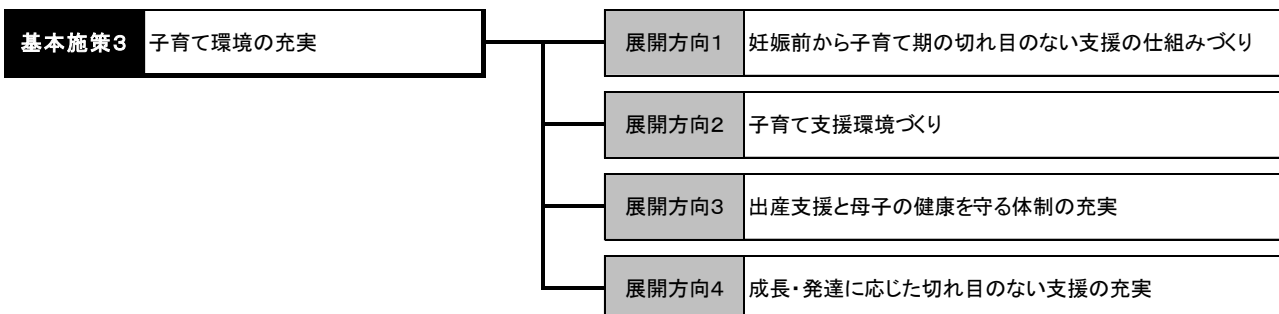 基本施策3 子育て環境の充実
展開方向1 妊娠前から子育て期の切れ目のない支援の仕組みづくり
展開方向2 子育て支援環境づくり
展開方向3 出産支援と母子の健康を守る体制の充実
展開方向4 成長・発達に応じた切れ目のない支援の充実